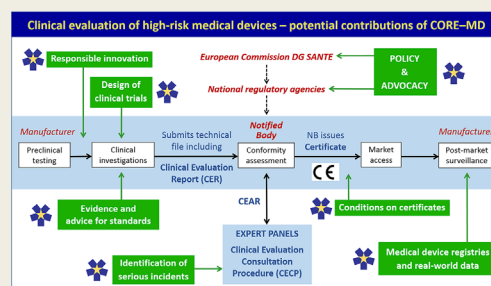 Clinical evaluation of high-risk medical devices – potential contributions of CORE–MD
Responsible innovation
European Commission DG SANTE
POLICY
&
ADVOCACY
Design of
clinical trials
National regulatory agencies
Manufacturer
Submits technical
file including
Notified
Body
NB issues
Certificate
Manufacturer
Preclinical
testing
Clinical
investigations
Conformity
assessment
Market
access
Post-market
surveillance
Clinical Evaluation
Report (CER)
CE
CEAR
Evidence and
advice for standards
Conditions on certificates
EXPERT PANELS
Clinical Evaluation
Consultation
Procedure (CECP)
Identification of
serious incidents
Medical device registries
and real-world data